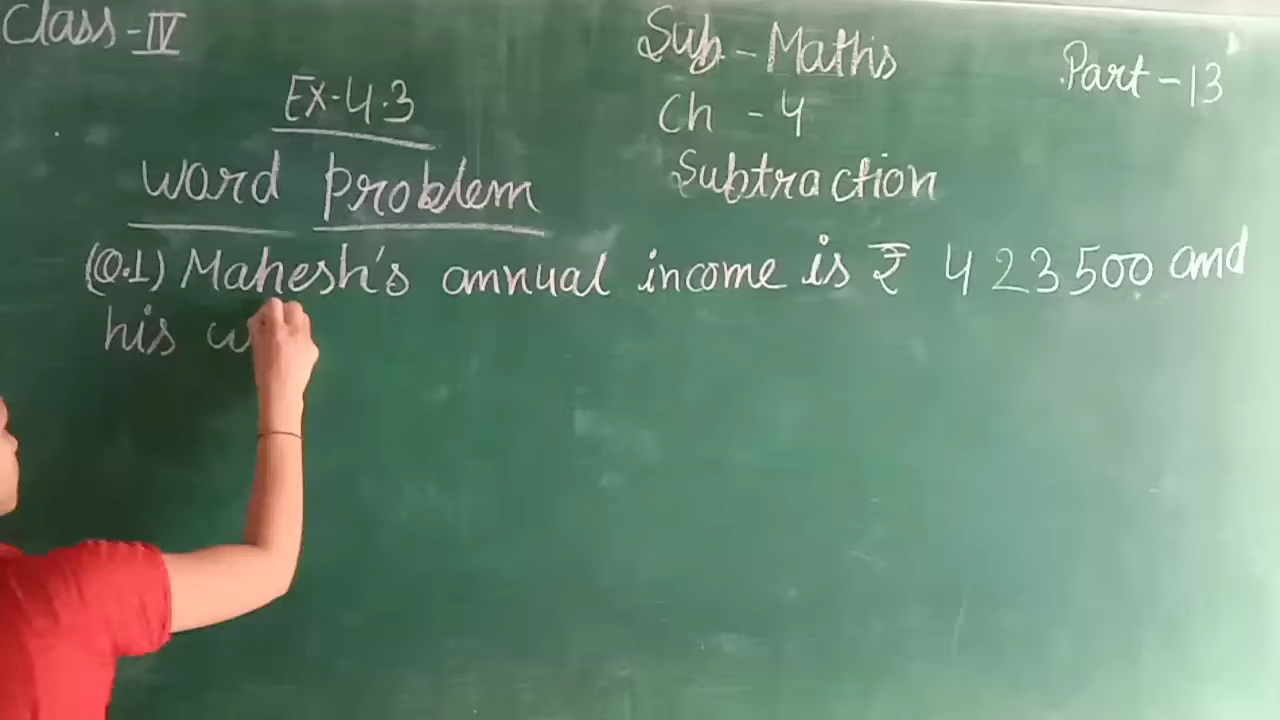 Class-IV
Sub-Maths
Part-13
Ex-4.3
Ch - 4
word problem
Subtraction
(Q.1) Mahesh's annual income is ₹ 423500 and
his